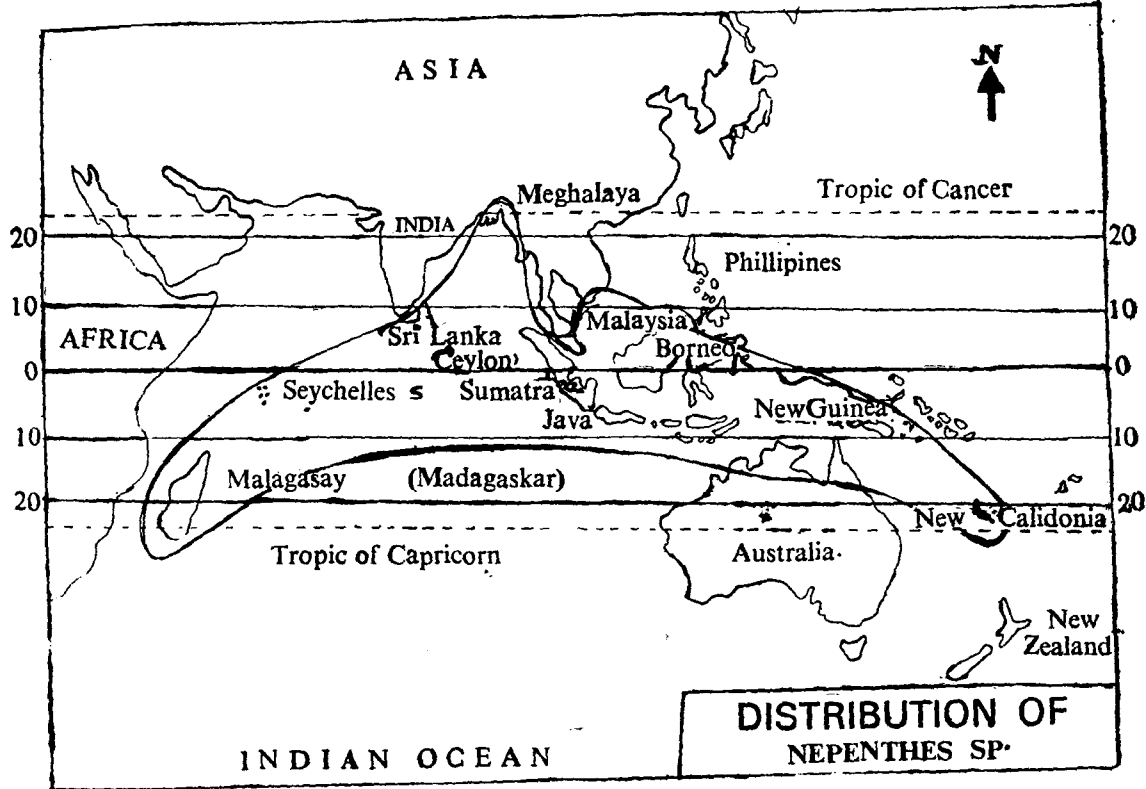 N
ASIA
Meghalaya
Tropic of Cancer
INDIA
20
20
Phillipines
10
10
AFRICA
Sri Lanka
Malaysia
(Ceylon)
Borneo
0
0
Seychelles S
Sumatra
Java
NewGuinea
10
10
Malagasay (Madagaskar)
20
20
New Calidonia
Tropic of Capricorn
Australia.
New
Zealand
DISTRIBUTION OF
NEPENTHES SP.
INDIAN OCEAN